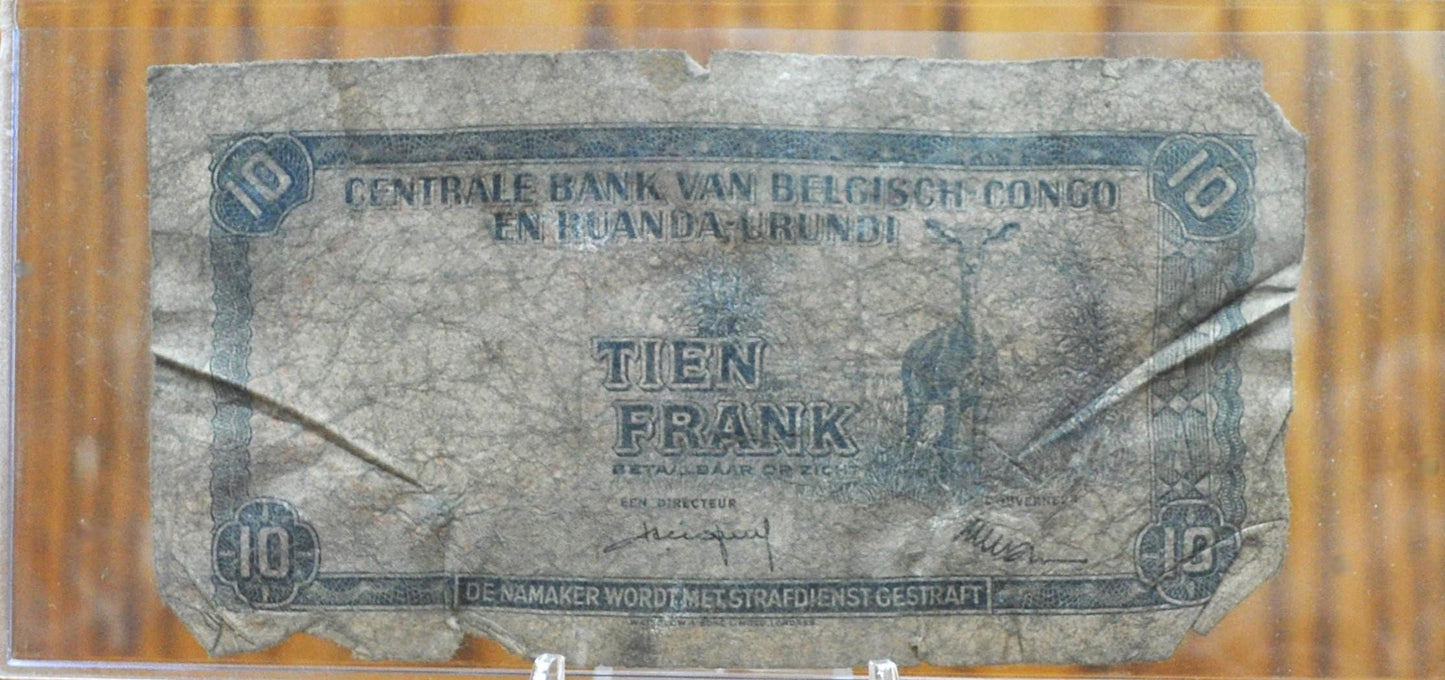 10 10
CENTRALE BANK VAN BELGISCH-CONGO
EN RUANDA-URUNDI
TIEN
FRANK
BETAALBAAR OP ZICHT
EEN DIRECTEUR
GOUVERNEUR
10 10
DE NAMAKER WORDT MET STRAFDIENST GESTRAFT